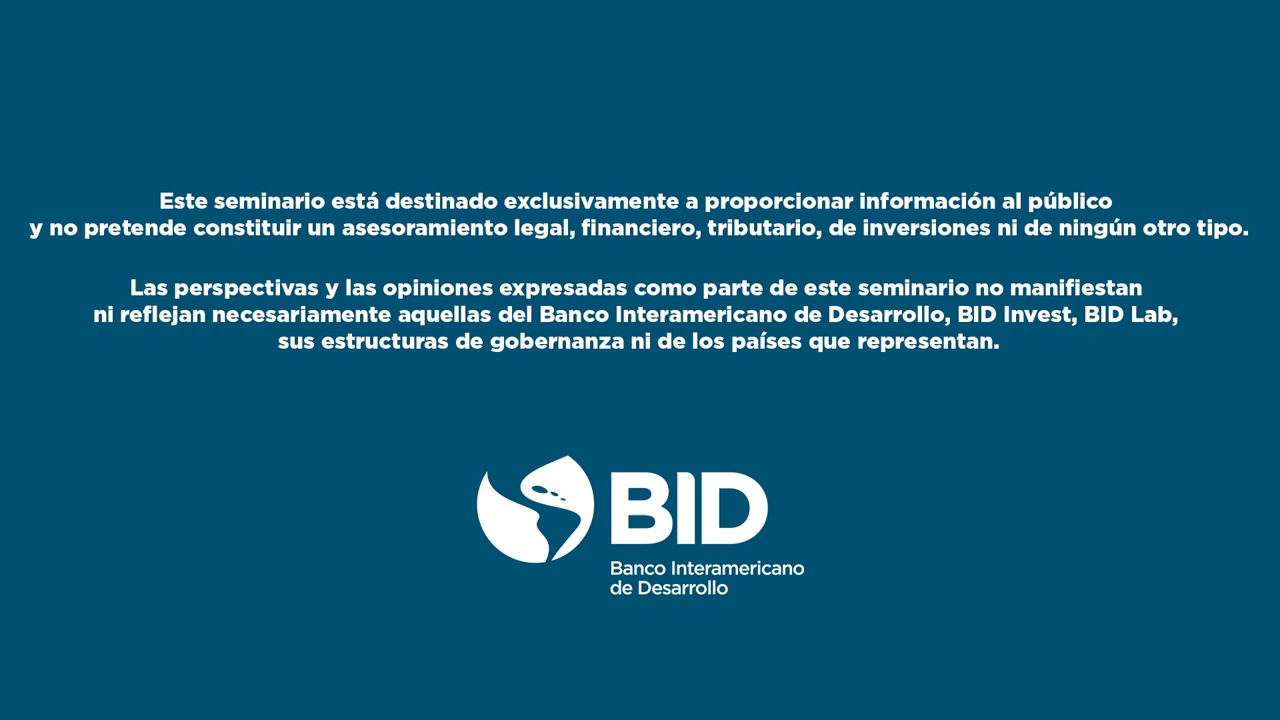 Este seminario está destinado exclusivamente a proporcionar información al público
y no pretende constituir un asesoramiento legal, financiero, tributario, de inversiones ni de ningún otro tipo.
Las perspectivas y las opiniones expresadas como parte de este seminario no manifiestan
ni reflejan necesariamente aquellas del Banco Interamericano de Desarrollo, BID Invest, BID Lab,
sus estructuras de gobernanza ni de los países que representan.
BID
Banco Interamericano
de Desarrollo